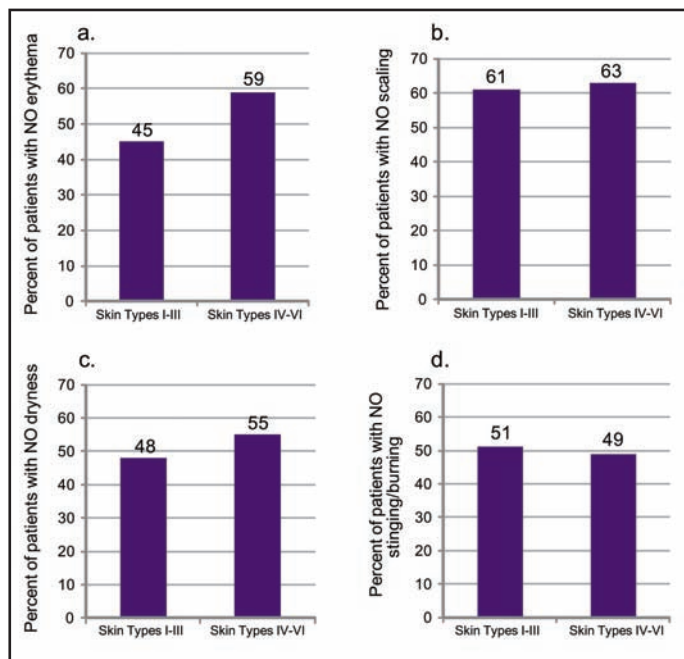 a.
Percent of patients with NO erythema
70
60
50
40
30
20
10
0
45
59
Skin Types I-III
Skin Types IV-VI
b.
Percent of patients with NO scaling
70
60
50
40
30
20
10
0
61
63
Skin Types I-III
Skin Types IV-VI
c.
Percent of patients with NO dryness
70
60
50
40
30
20
10
0
48
55
Skin Types I-III
Skin Types IV-VI
d.
Percent of patients with NO
stinging/burning
70
60
50
40
30
20
10
0
51
49
Skin Types I-III
Skin Types IV-VI